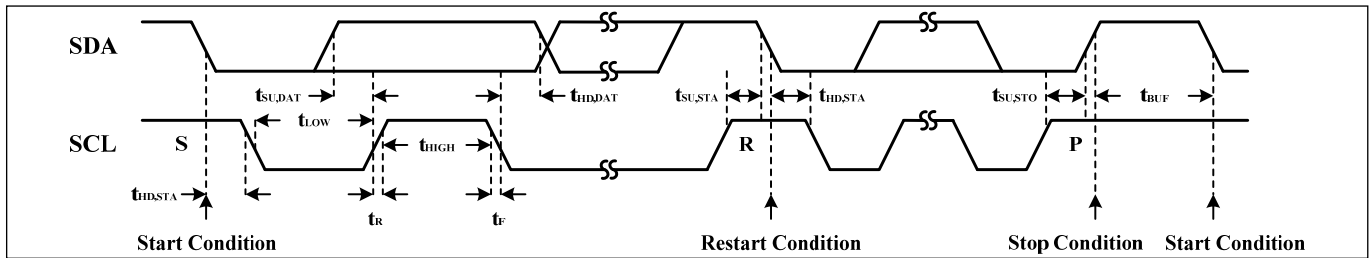 SDA
tSU,DAT
tHD,DAT
tSU,STA
tHD,STA
tSU,STO
tBUF
tLOW
SCL
S
tHIGH
R
P
tHD,STA
tR
tF
Start Condition
Restart Condition
Stop Condition
Start Condition